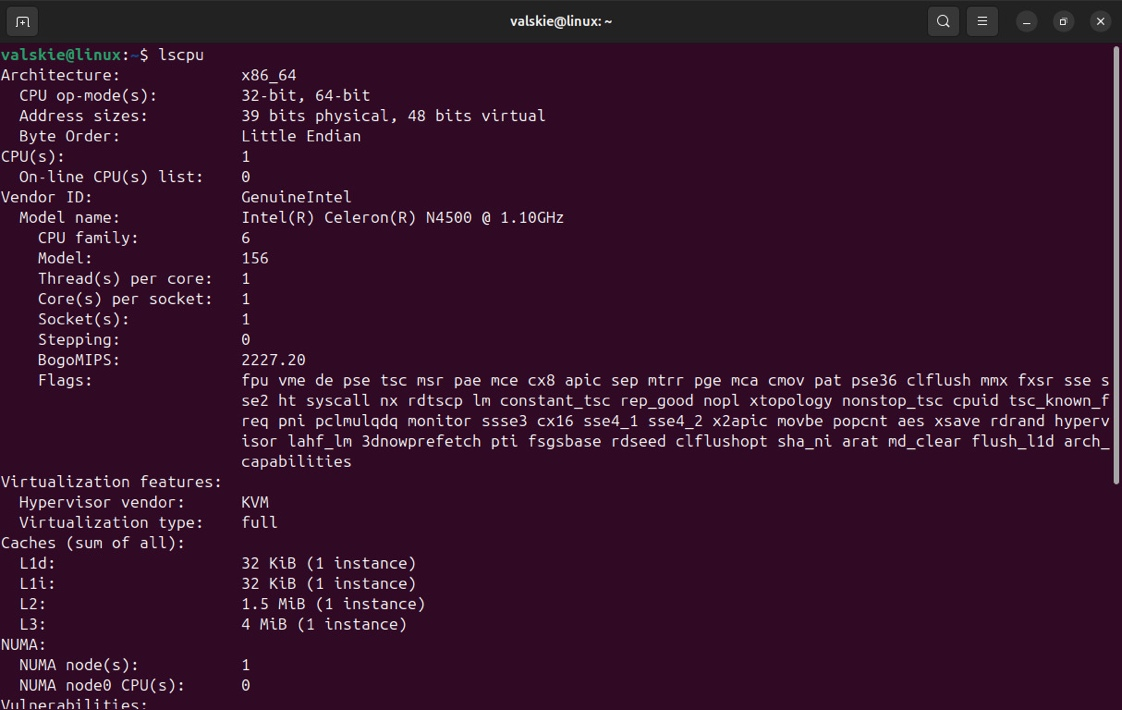 valskie@linux: ~
valskie@linux:~$ lscpu
Architecture: x86_64
CPU op-mode(s): 32-bit, 64-bit
Address sizes: 39 bits physical, 48 bits virtual
Byte Order: Little Endian
CPU(s): 1
On-line CPU(s) list: 0
Vendor ID: GenuineIntel
Model name: Intel(R) Celeron(R) N4500 @ 1.10GHz
CPU family: 6
Model: 156
Thread(s) per core: 1
Core(s) per socket: 1
Socket(s): 1
Stepping: 0
BogoMIPS: 2227.20
Flags: fpu vme de pse tsc msr pae mce cx8 apic sep mtrr pge mca cmov pat pse36 clflush mmx fxsr sse s
se2 ht syscall nx rdtscp lm constant_tsc rep_good nopl xtopology nonstop_tsc cpuid tsc_known_f
req pni pclmulqdq monitor ssse3 cx16 sse4_1 sse4_2 x2apic movbe popcnt aes xsave rdrand hyperv
isor lahf_lm 3dnowprefetch pti fsgsbase rdseed clflushopt sha_ni arat md_clear flush_l1d arch_
capabilities
Virtualization features:
Hypervisor vendor: KVM
Virtualization type: full
Caches (sum of all):
L1d: 32 KiB (1 instance)
L1i: 32 KiB (1 instance)
L2: 1.5 MiB (1 instance)
L3: 4 MiB (1 instance)
NUMA:
NUMA node(s): 1
NUMA node0 CPU(s): 0
Vulnerabilities: